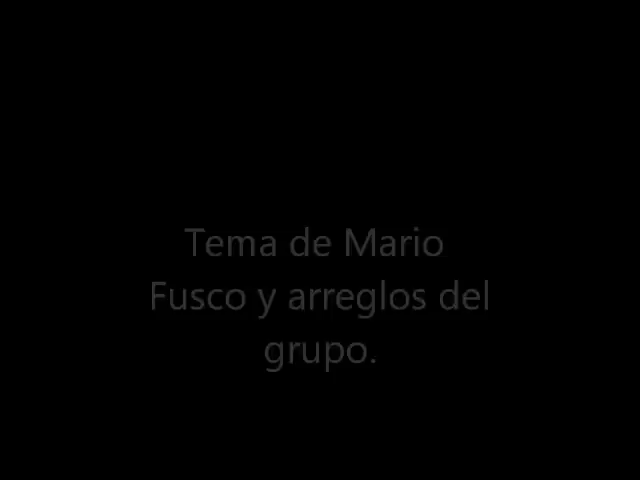 Tema de Mario
Fusco y arreglos del
grupo.